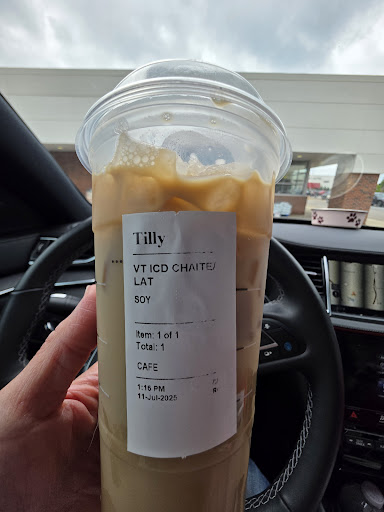 Tilly
VT ICD CHAITE/
LAT
SOY
Item: 1 of 1
Total: 1
CAFE
1:16 PM
11-Jul-2025